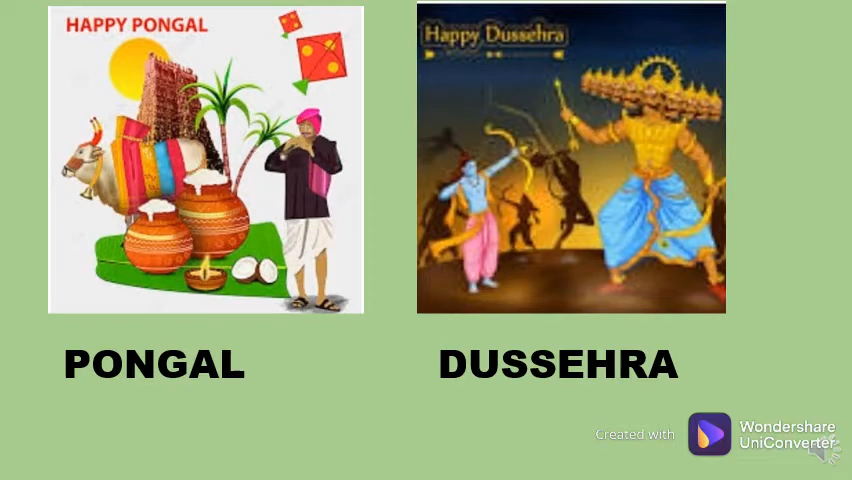 HAPPY PONGAL
Happy Dussehra
PONGAL
DUSSEHRA
Created with
Wondershare
UniConverter